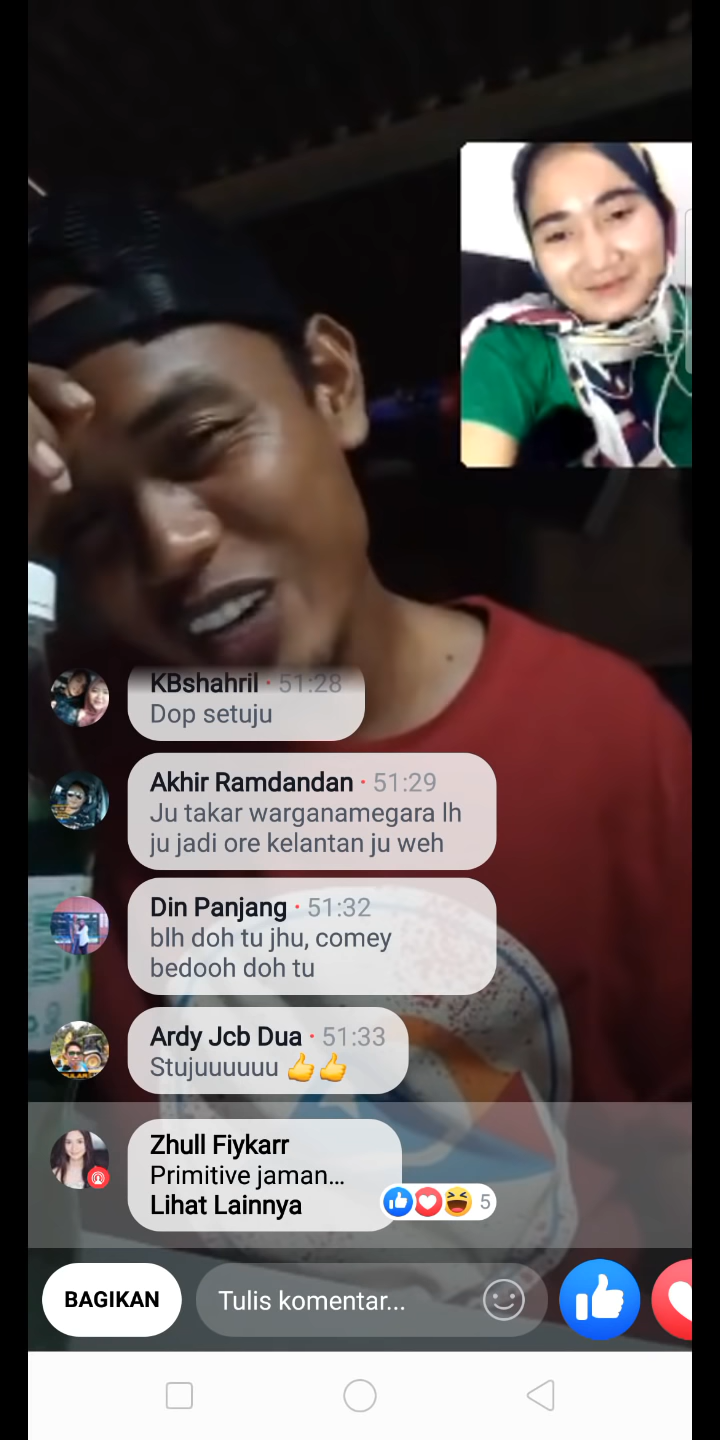 KBshahril · 51:28
Dop setuju
Akhir Ramdandan · 51:29
Ju takar warganamegara lh
ju jadi ore kelantan ju weh
Din Panjang · 51:32
blh doh tu jhu, comey
bedooh doh tu
Ardy Jcb Dua · 51:33
Stujuuuuuu 👍👍
Zhull Fiykarr
Primitive jaman...
Lihat Lainnya
5
BAGIKAN
Tulis komentar...